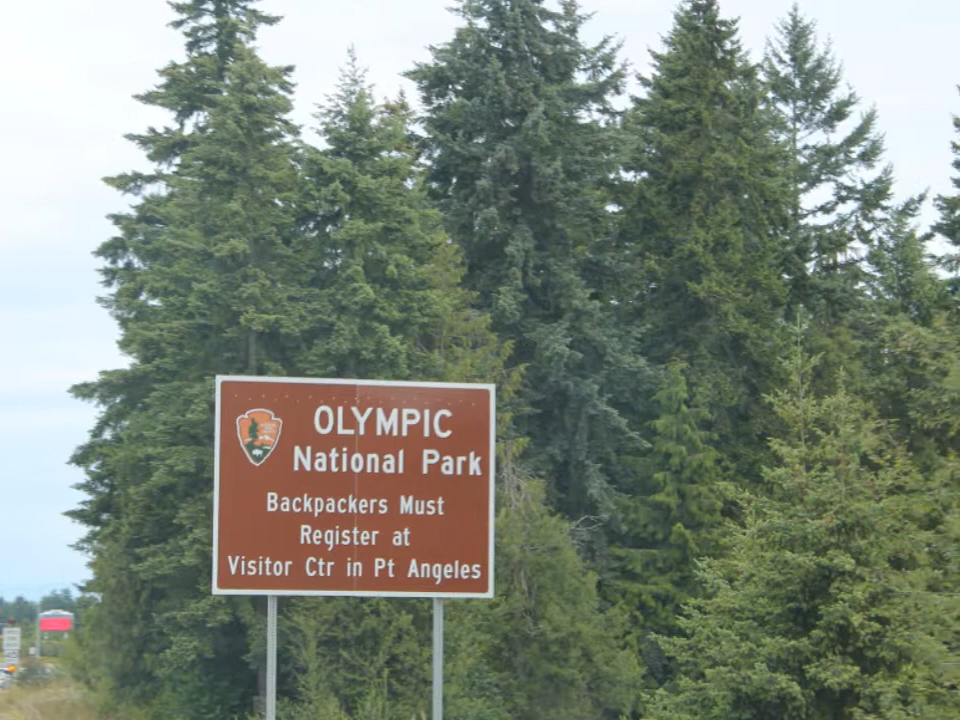 OLYMPIC
National Park
Backpackers Must
Register at
Visitor Ctr in Pt Angeles